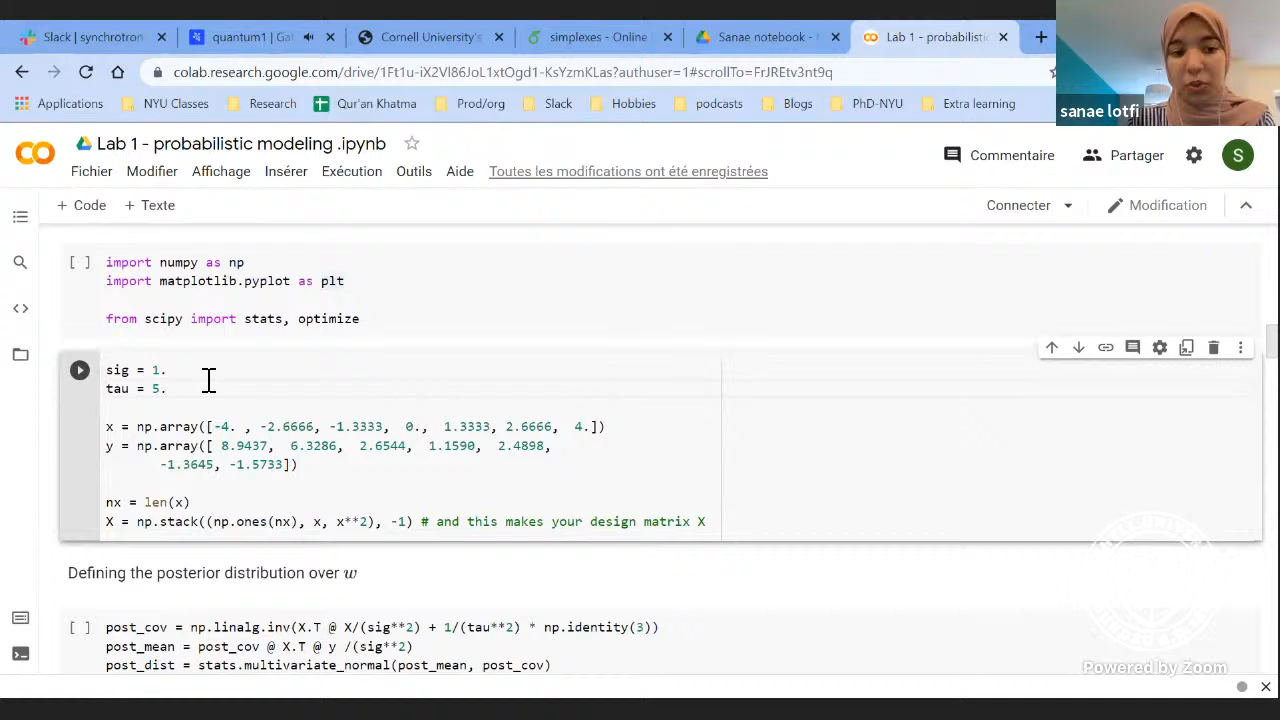 Slack | synchrotron
quantum1 | Gal
Cornell University's
simplexes - Online
Sanae notebook -
Lab 1 - probabilistic
colab.research.google.com/drive/1Ft1u-iX2Vl86JoL1xtOgd1-KsYzmKLas?authuser=1#scrollTo=FrJREtv3nt9q
Applications
NYU Classes
Research
Qur'an Khatma
Prod/org
Slack
Hobbies
podcasts
Blogs
PhD-NYU
Extra learning
sanae lotfi
CO
Lab 1 - probabilistic modeling .ipynb
Commentaire
Partager
S
Fichier Modifier Affichage Insérer Exécution Outils Aide Toutes les modifications ont été enregistrées
+ Code + Texte
Connecter
Modification
[ ] import numpy as np
import matplotlib.pyplot as plt
from scipy import stats, optimize
sig = 1.
tau = 5.
x = np.array([-4. , -2.6666, -1.3333, 0., 1.3333, 2.6666, 4.])
y = np.array([ 8.9437, 6.3286, 2.6544, 1.1590, 2.4898,
-1.3645, -1.5733])
nx = len(x)
X = np.stack((np.ones(nx), x, x**2), -1) # and this makes your design matrix X
Defining the posterior distribution over w
[ ] post_cov = np.linalg.inv(X.T @ X/(sig**2) + 1/(tau**2) * np.identity(3))
post_mean = post_cov @ X.T @ y /(sig**2)
post_dist = stats.multivariate_normal(post_mean, post_cov)
Powered by Zoom